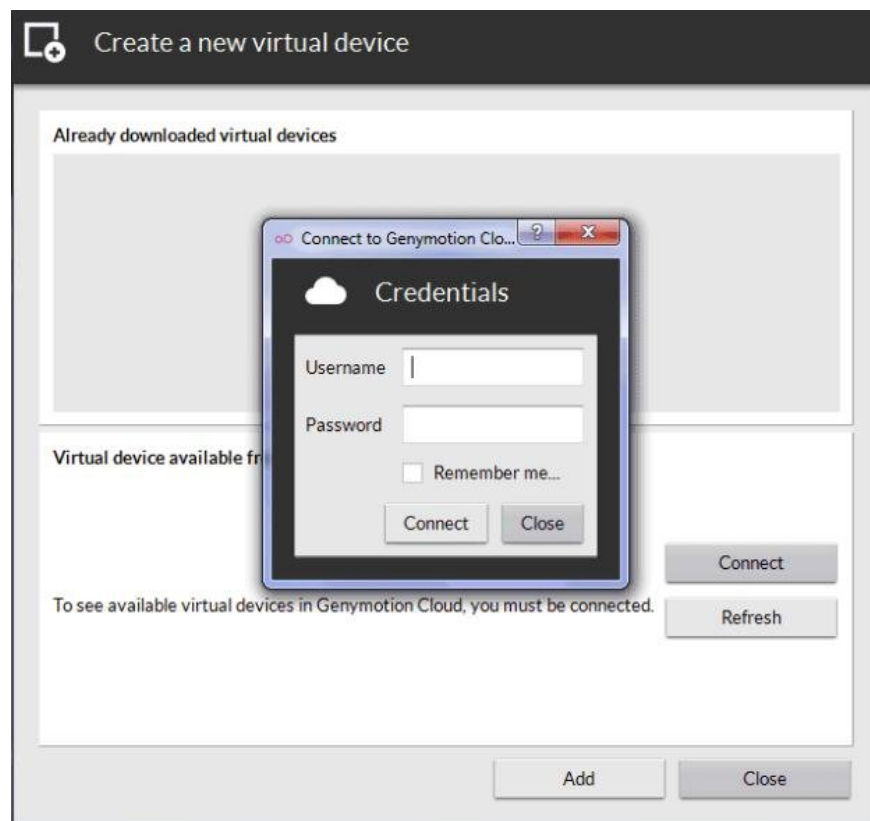 Create a new virtual device
Already downloaded virtual devices
Connect to Genymotion Clo...
Credentials
Username
Password
Remember me...
Connect
Close
Virtual device available fr
Connect
To see available virtual devices in Genymotion Cloud, you must be connected.
Refresh
Add
Close